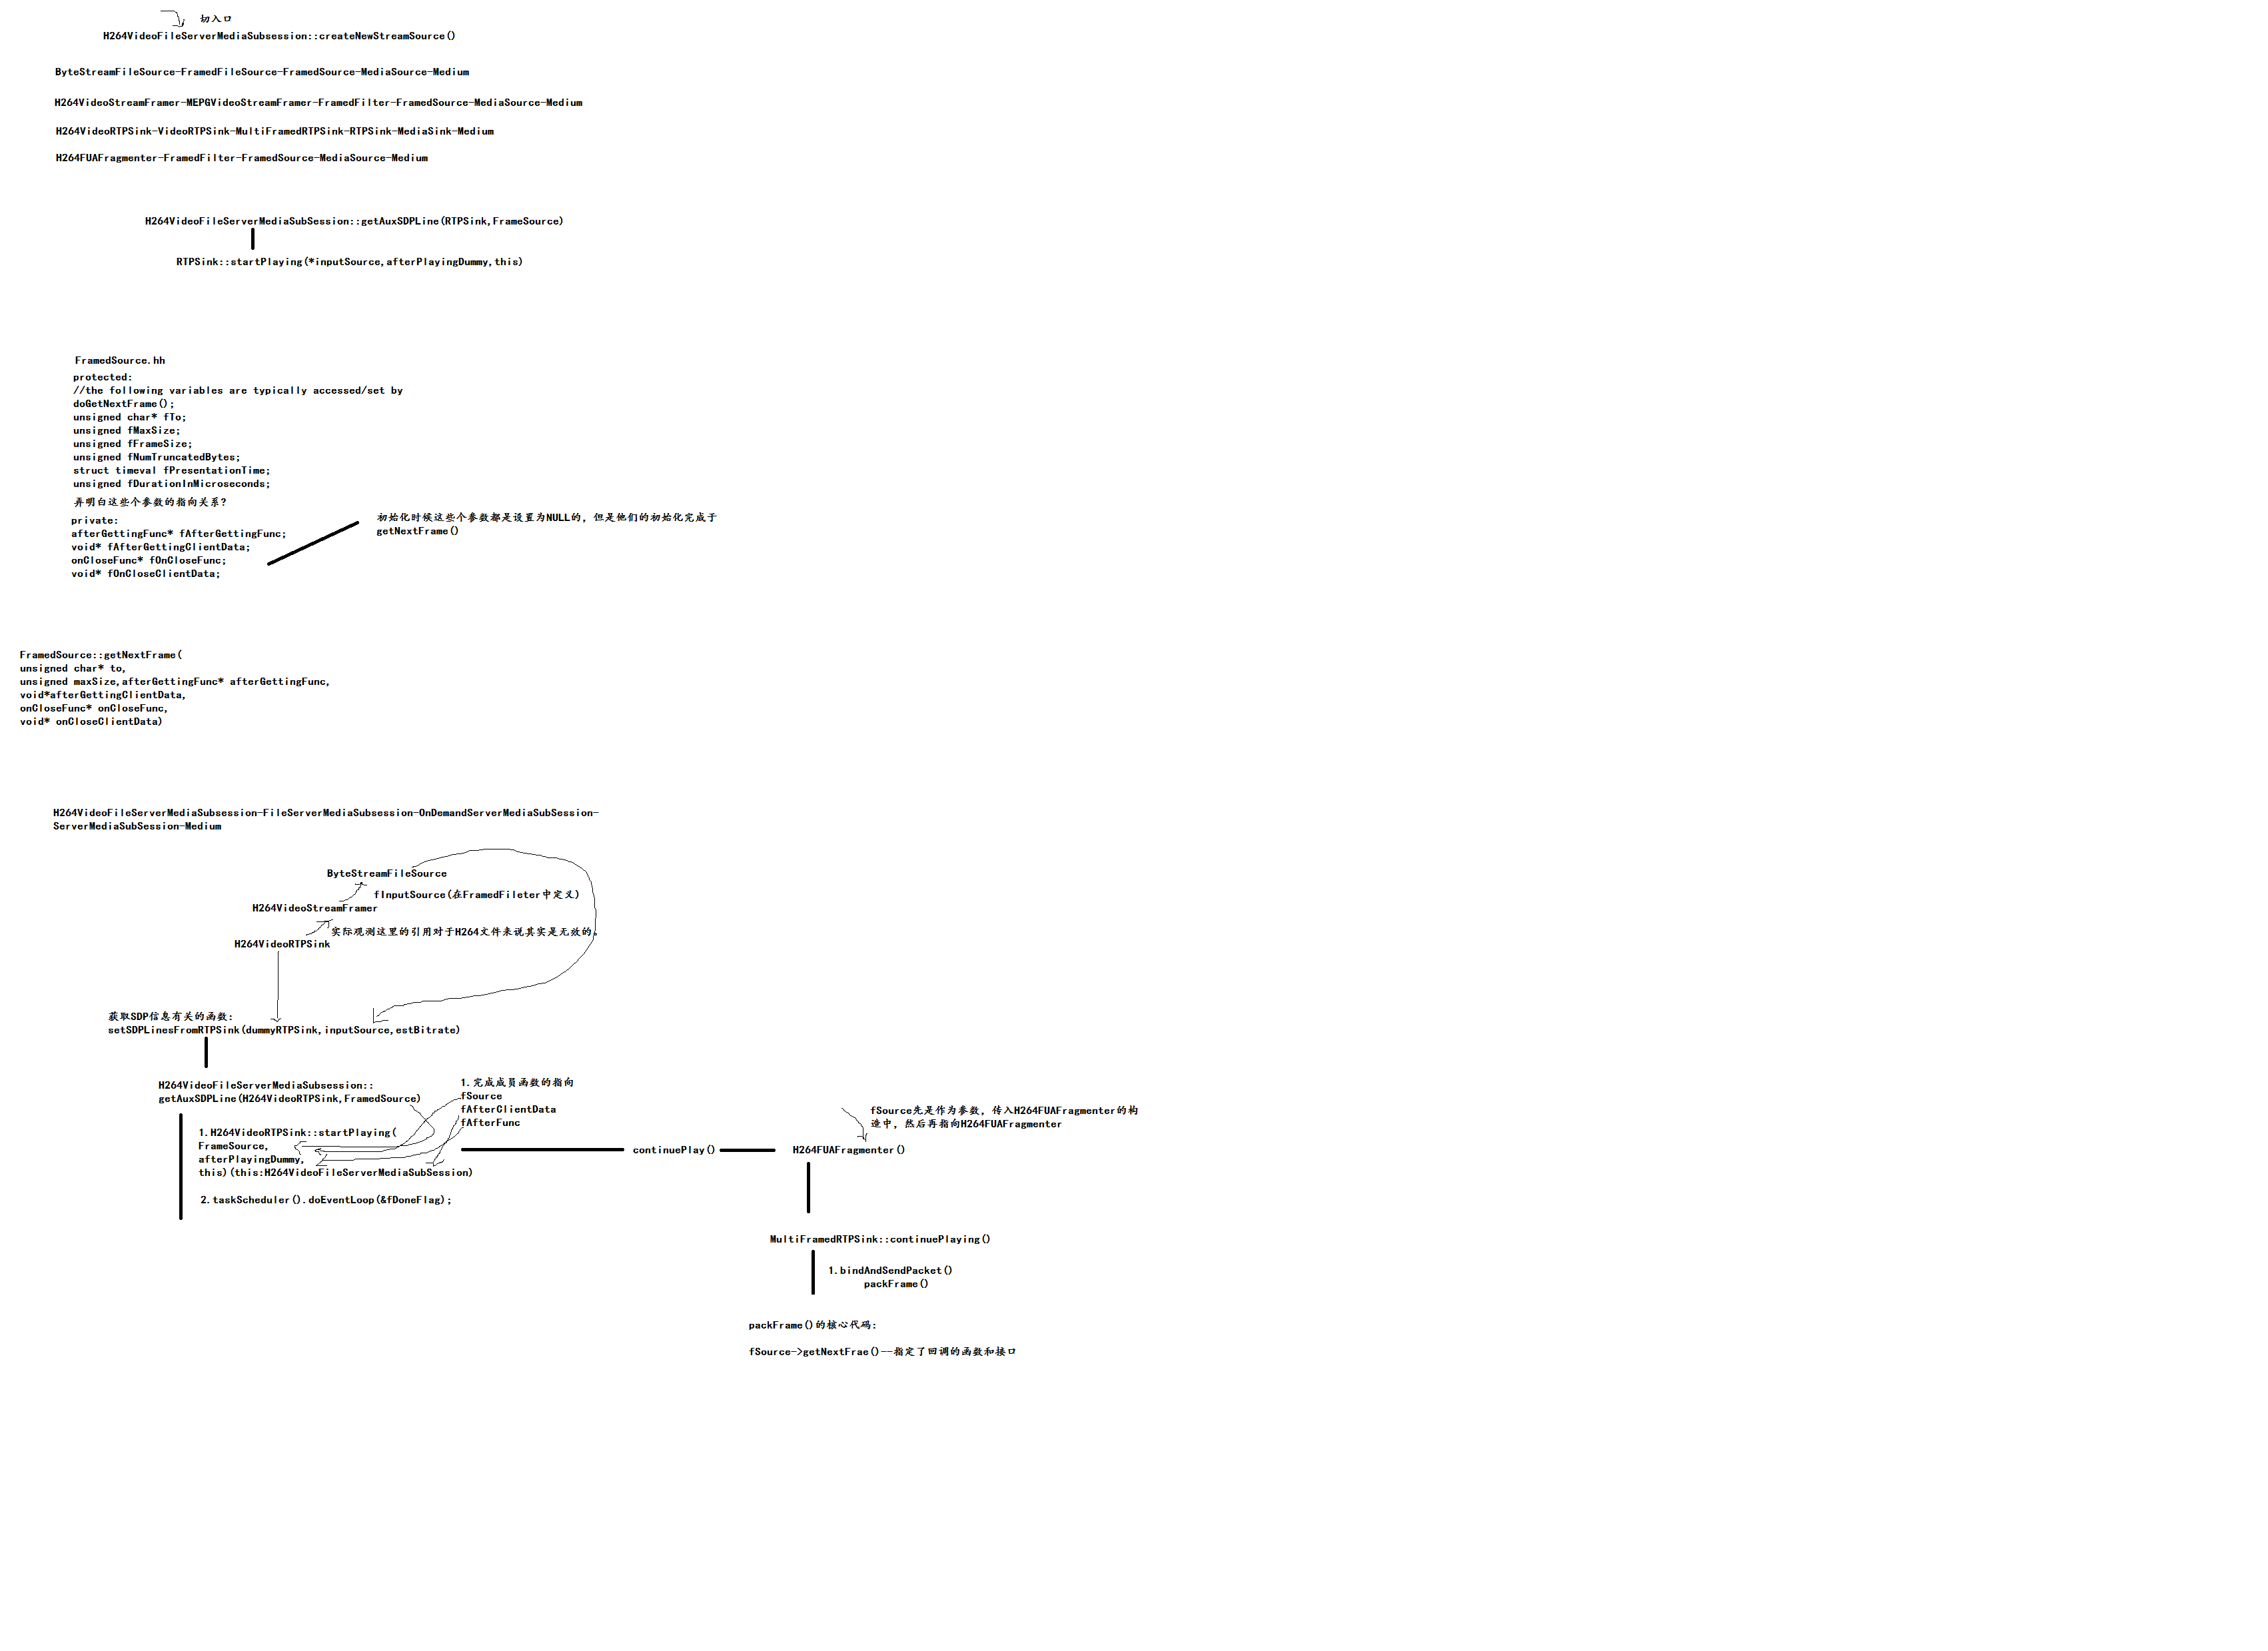 切入口
H264VideoFileServerMediaSubsession::createNewStreamSource()
ByteStreamFileSource-FramedFileSource-FramedSource-MediaSource-Medium
H264VideoStreamFramer-MEPGVideoStreamFramer-FramedFilter-FramedSource-MediaSource-Medium
H264VideoRTPSink-VideoRTPSink-MultiFramedRTPSink-RTPSink-MediaSink-Medium
H264FUAFragmenter-FramedFilter-FramedSource-MediaSource-Medium
H264VideoFileServerMediaSubSession::getAuxSDPLine(RTPSink,FrameSource)
RTPSink::startPlaying(*inputSource,afterPlayingDummy,this)
FramedSource.hh
protected:
//the following variables are typically accessed/set by
doGetNextFrame();
unsigned char* fTo;
unsigned fMaxSize;
unsigned fFrameSize;
unsigned fNumTruncatedBytes;
struct timeval fPresentationTime;
unsigned fDurationInMicroseconds;
弄明白这些个参数的指向关系?
private:
afterGettingFunc* fAfterGettingFunc;
void* fAfterGettingClientData;
onCloseFunc* fOnCloseFunc;
void* fOnCloseClientData;
初始化时候这些个参数都是设置为NULL的, 但是他们的初始化完成于
getNextFrame()
FramedSource::getNextFrame(
unsigned char* to,
unsigned maxSize,afterGettingFunc* afterGettingFunc,
void*afterGettingClientData,
onCloseFunc* onCloseFunc,
void* onCloseClientData)
H264VideoFileServerMediaSubsession-FileServerMediaSubsession-OnDemandServerMediaSubSession-
ServerMediaSubSession-Medium
ByteStreamFileSource
fInputSource(在FramedFileter中定义)
H264VideoStreamFramer
实际观测这里的引用对于H264文件来说其实是无效的。
H264VideoRTPSink
获取SDP信息有关的函数:
setSDPLinesFromRTPSink(dummyRTPSink,inputSource,estBitrate)
H264VideoFileServerMediaSubsession::
getAuxSDPLine(H264VideoRTPSink,FramedSource)
1.完成成员函数的指向
fSource
fAfterClientData
fAfterFunc
1.H264VideoRTPSink::startPlaying(
FrameSource,
afterPlayingDummy,
this)(this:H264VideoFileServerMediaSubSession)
2.taskScheduler().doEventLoop(&fDoneFlag);
continuePlay()
fSource先是作为参数, 传入H264FUAFragmenter的构
造中, 然后再指向H264FUAFragmenter
H264FUAFragmenter()
MultiFramedRTPSink::continuePlaying()
1.bindAndSendPacket()
packFrame()
packFrame()的核心代码:
fSource->getNextFrae()--指定了回调的函数和接口